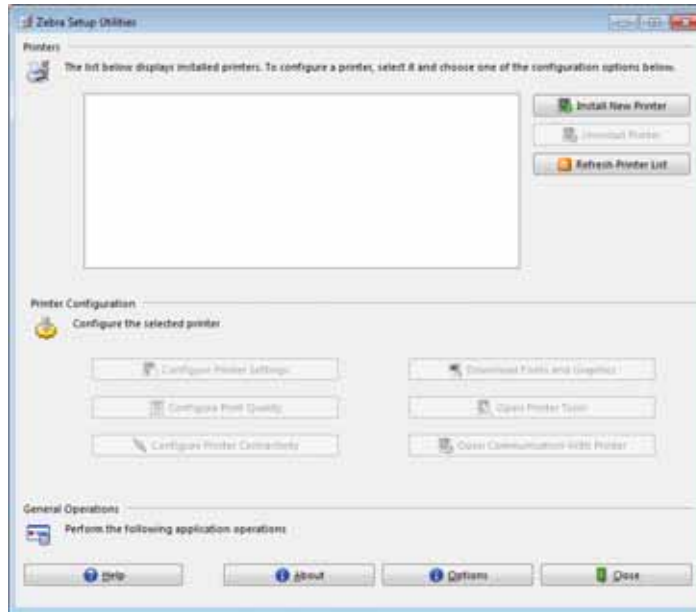 Zebra Setup Utilities
Printers
The list below displays installed printers. To configure a printer, select it and choose one of the configuration options below.
Install New Printer
Uninstall Printer
Refresh Printer List
Printer Configuration
Configure the selected printer
Configure Printer Settings
Download Fonts and Graphics
Configure Print Quality
Open Printer Tools
Configure Printer Connectivity
Open Communication With Printer
General Operations
Perform the following application operations
Help
About
Options
Close